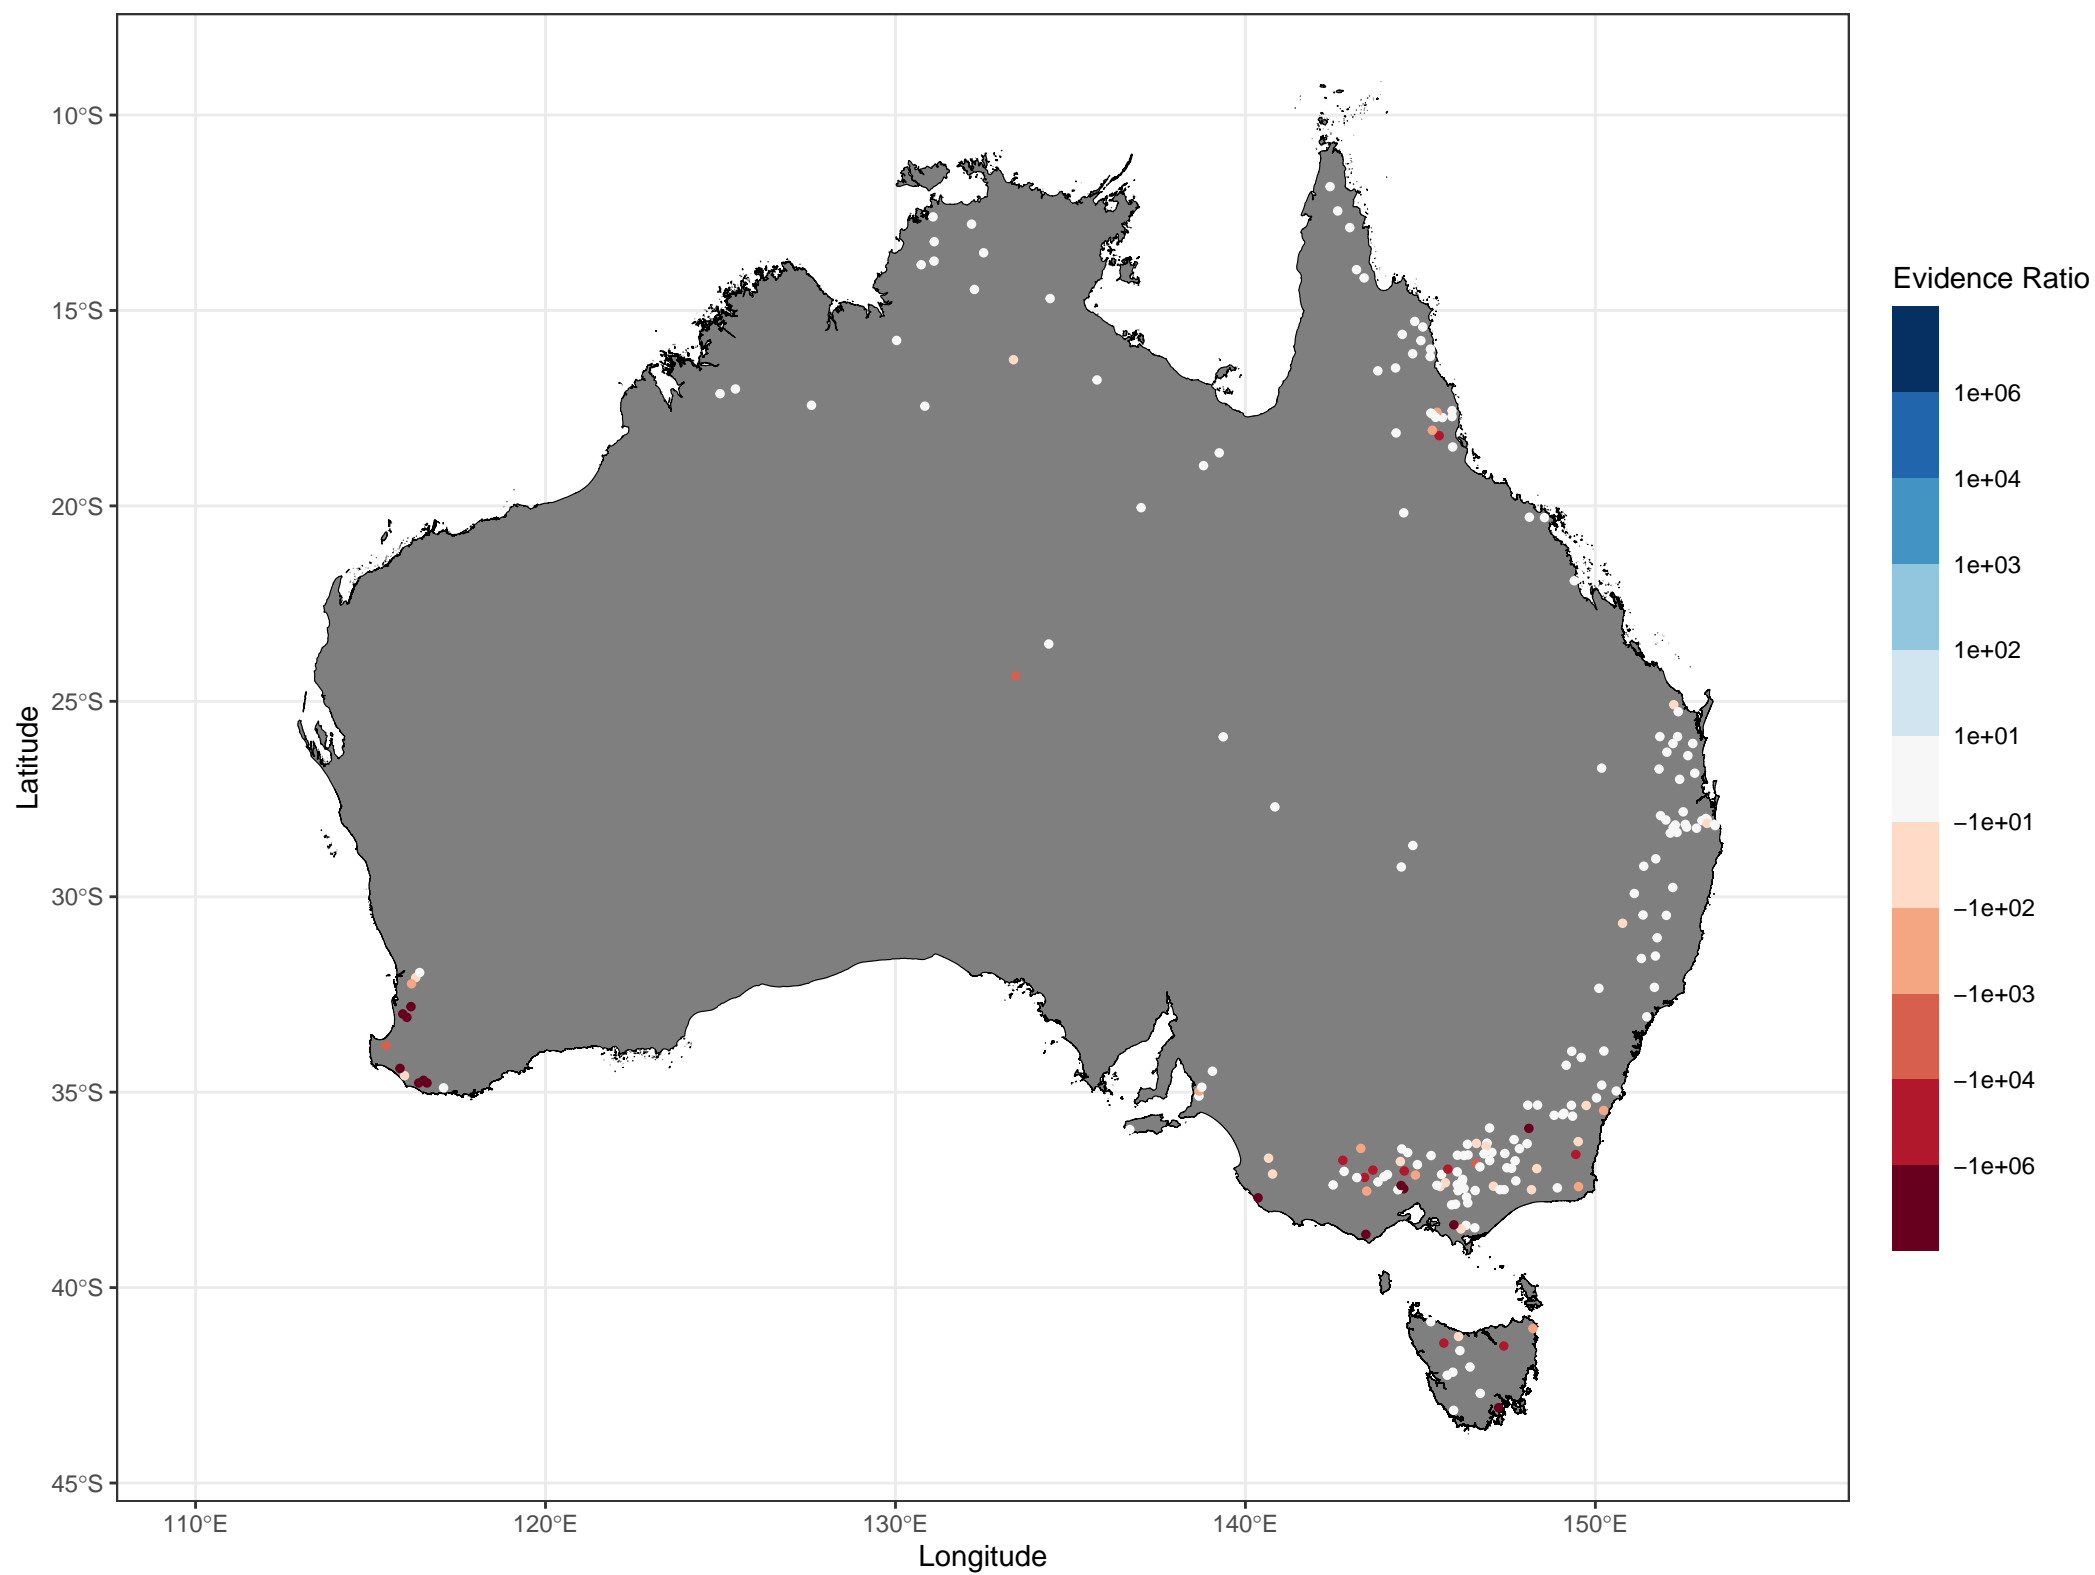 10°S
15°S
20°S
25°S
30°S
35°S
40°S
45°S
Latitude
110°E
120°E
130°E
140°E
150°E
Longitude
Evidence Ratio
1e+06
1e+04
1e+03
1e+02
1e+01
−1e+01
−1e+02
−1e+03
−1e+04
−1e+06